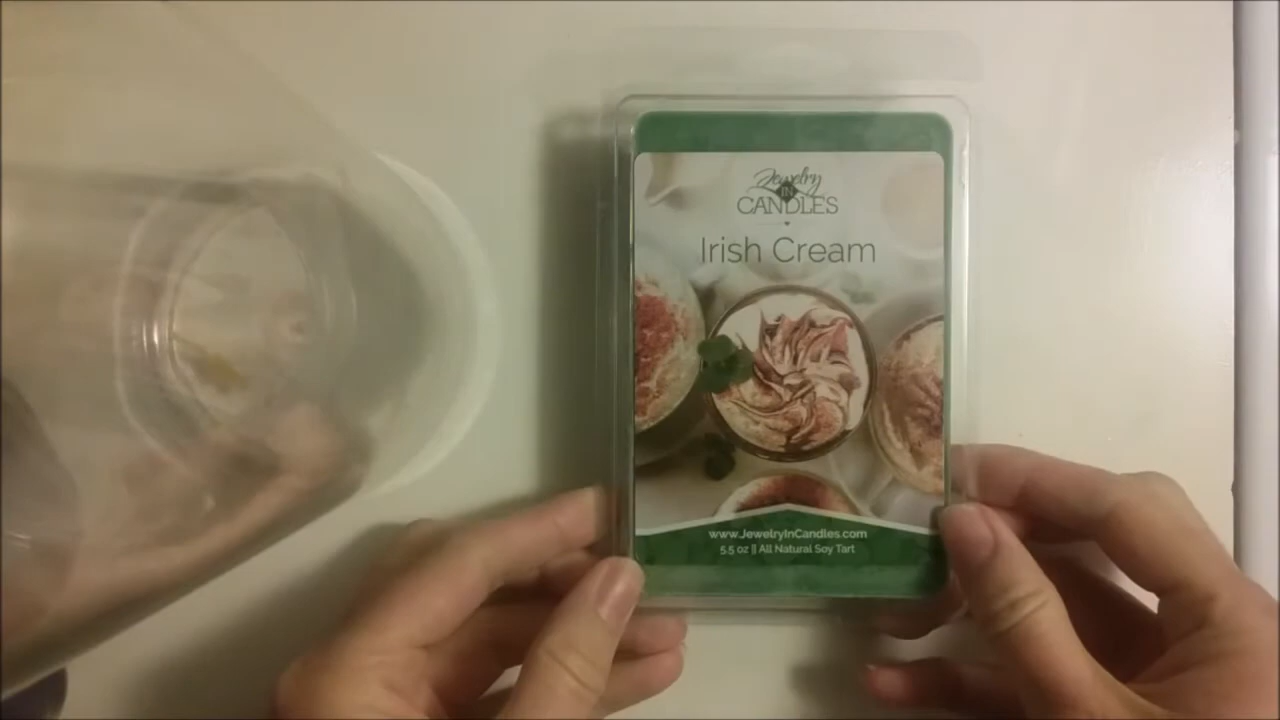 Jewelry
IN
CANDLES
Irish Cream
www.JewelryInCandles.com
5.5 oz || All Natural Soy Tart